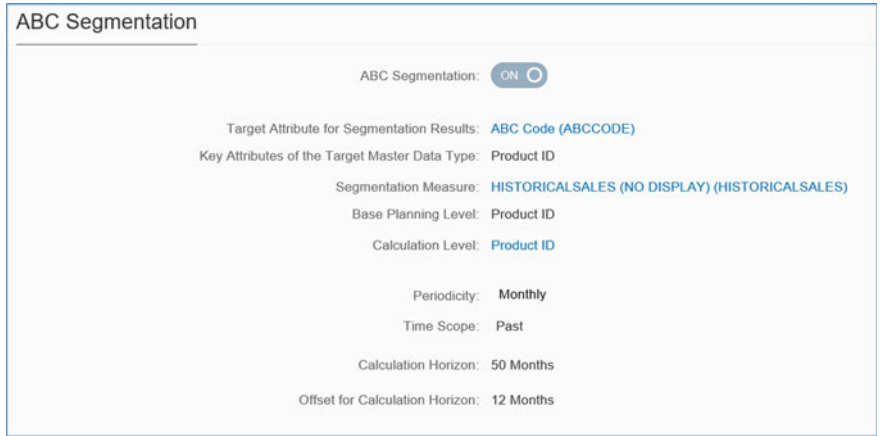 ABC Segmentation
ABC Segmentation: ON
Target Attribute for Segmentation Results: ABC Code (ABCCODE)
Key Attributes of the Target Master Data Type: Product ID
Segmentation Measure: HISTORICALSALES (NO DISPLAY) (HISTORICALSALES)
Base Planning Level: Product ID
Calculation Level: Product ID
Periodicity: Monthly
Time Scope: Past
Calculation Horizon: 50 Months
Offset for Calculation Horizon: 12 Months